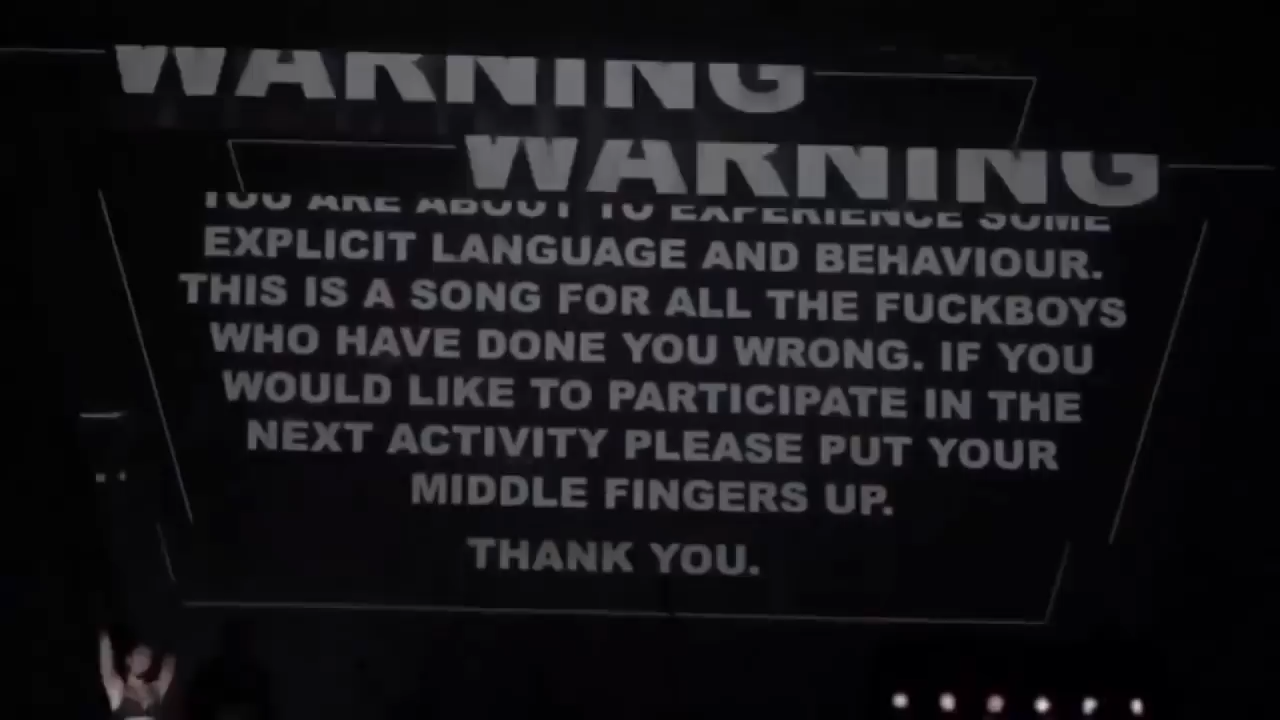 WARNING
WARNING
YOU ARE ABOUT TO EXPERIENCE SOME
EXPLICIT LANGUAGE AND BEHAVIOUR.
THIS IS A SONG FOR ALL THE FUCKBOYS
WHO HAVE DONE YOU WRONG. IF YOU
WOULD LIKE TO PARTICIPATE IN THE
NEXT ACTIVITY PLEASE PUT YOUR
MIDDLE FINGERS UP.
THANK YOU.